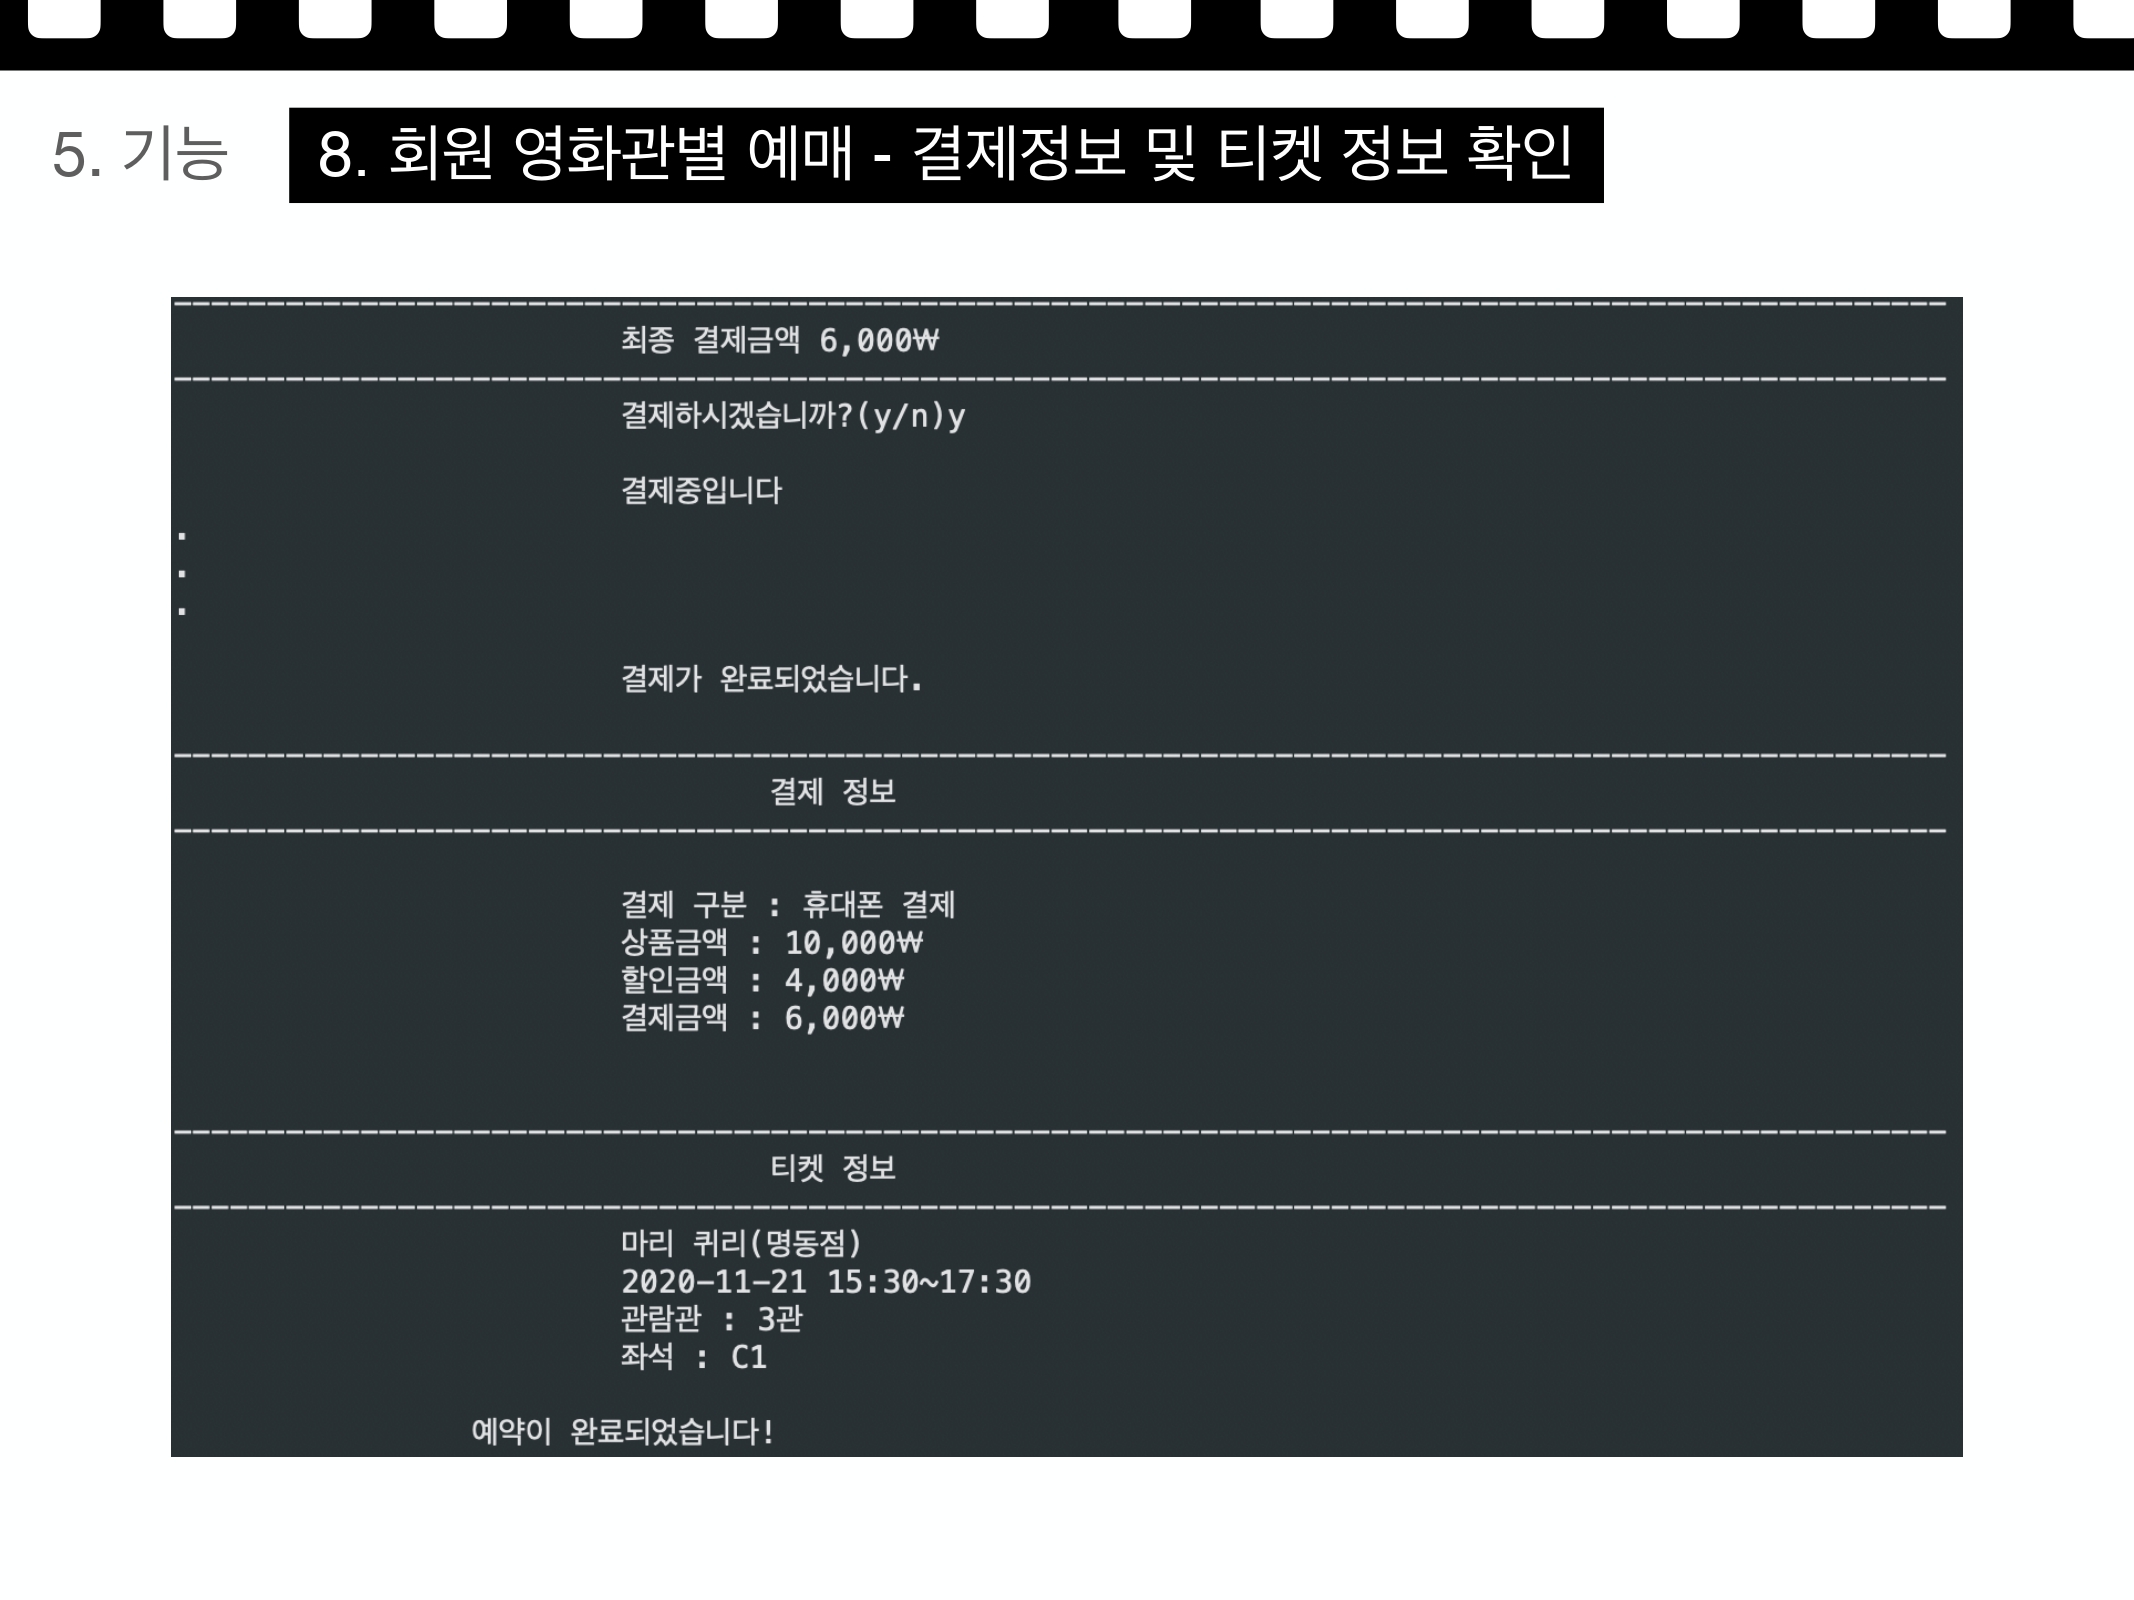 5. 기능
8. 회원 영화관별 예매 - 결제정보 및 티켓 정보 확인
최종 결제금액 6,000₩
결제하시겠습니까?(y/n)y
결제중입니다
.
.
.
결제가 완료되었습니다.
결제 정보
결제 구분 : 휴대폰 결제
상품금액 : 10,000₩
할인금액 : 4,000₩
결제금액 : 6,000₩
티켓 정보
마리 퀴리(명동점)
2020-11-21 15:30~17:30
관람관 : 3관
좌석 : C1
예약이 완료되었습니다!